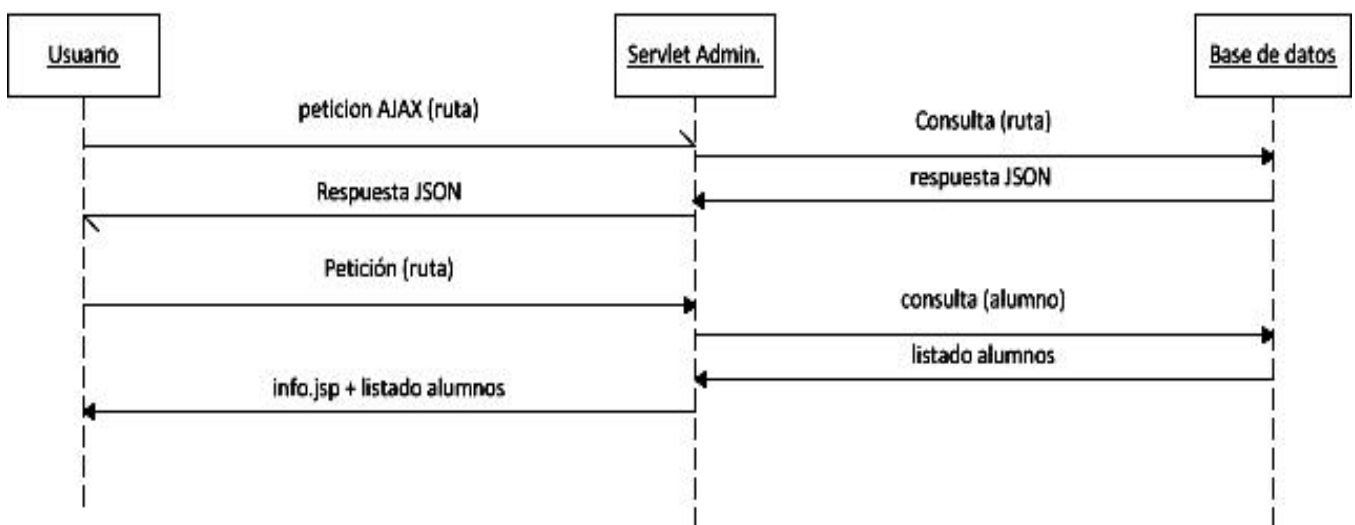 Usuario
Servlet Admin.
Base de datos
peticion AJAX (ruta)
Consulta (ruta)
respuesta JSON
Respuesta JSON
Petición (ruta)
consulta (alumno)
listado alumnos
info.jsp + listado alumnos